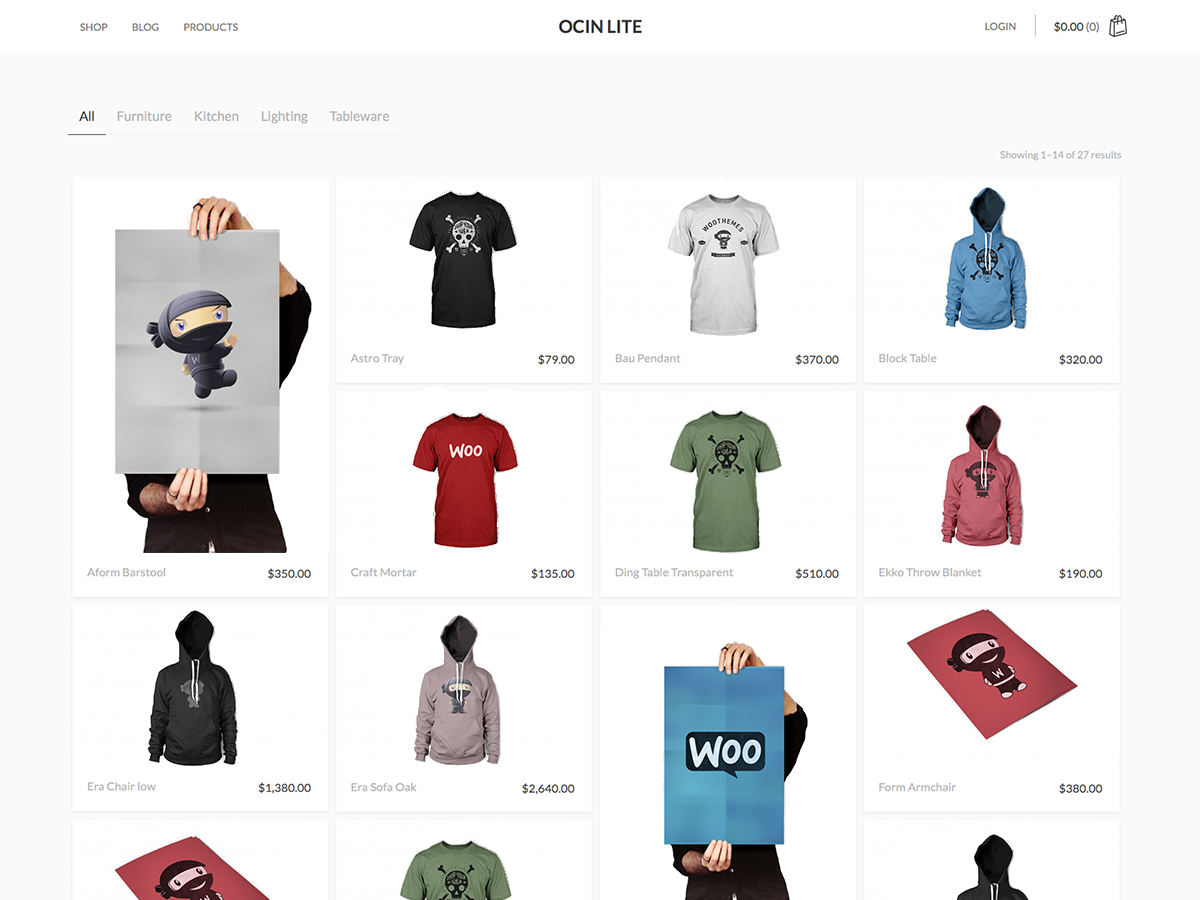 SHOP BLOG PRODUCTS OCIN LITE LOGIN $0.00 (0)
All Furniture Kitchen Lighting Tableware
Showing 1–14 of 27 results
WOOTHEMES
W
Astro Tray $79.00 Bau Pendant $370.00 Block Table $320.00
WOO
Aform Barstool $350.00 Craft Mortar $135.00 Ding Table Transparent $510.00 Ekko Throw Blanket $190.00
W
WOO
Era Chair low $1,380.00 Era Sofa Oak $2,640.00 Form Armchair $380.00